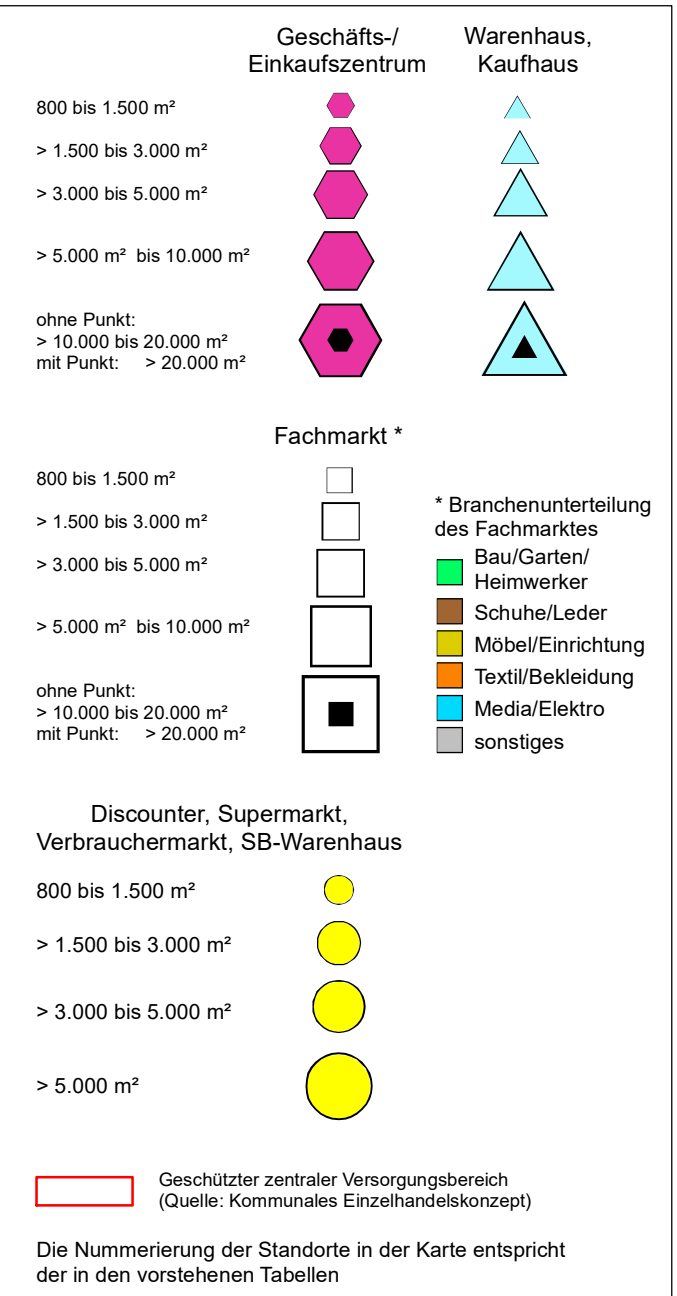 Geschäfts-/
Einkaufszentrum
Warenhaus,
Kaufhaus
800 bis 1.500 m²
> 1.500 bis 3.000 m²
> 3.000 bis 5.000 m²
> 5.000 m² bis 10.000 m²
ohne Punkt:
> 10.000 bis 20.000 m²
mit Punkt: > 20.000 m²
Fachmarkt *
800 bis 1.500 m²
> 1.500 bis 3.000 m²
> 3.000 bis 5.000 m²
> 5.000 m² bis 10.000 m²
ohne Punkt:
> 10.000 bis 20.000 m²
mit Punkt: > 20.000 m²
* Branchenunterteilung
des Fachmarktes
Bau/Garten/
Heimwerker
Schuhe/Leder
Möbel/Einrichtung
Textil/Bekleidung
Media/Elektro
sonstiges
Discounter, Supermarkt,
Verbrauchermarkt, SB-Warenhaus
800 bis 1.500 m²
> 1.500 bis 3.000 m²
> 3.000 bis 5.000 m²
> 5.000 m²
Geschützter zentraler Versorgungsbereich
(Quelle: Kommunales Einzelhandelskonzept)
Die Nummerierung der Standorte in der Karte entspricht
der in den vorstehenen Tabellen